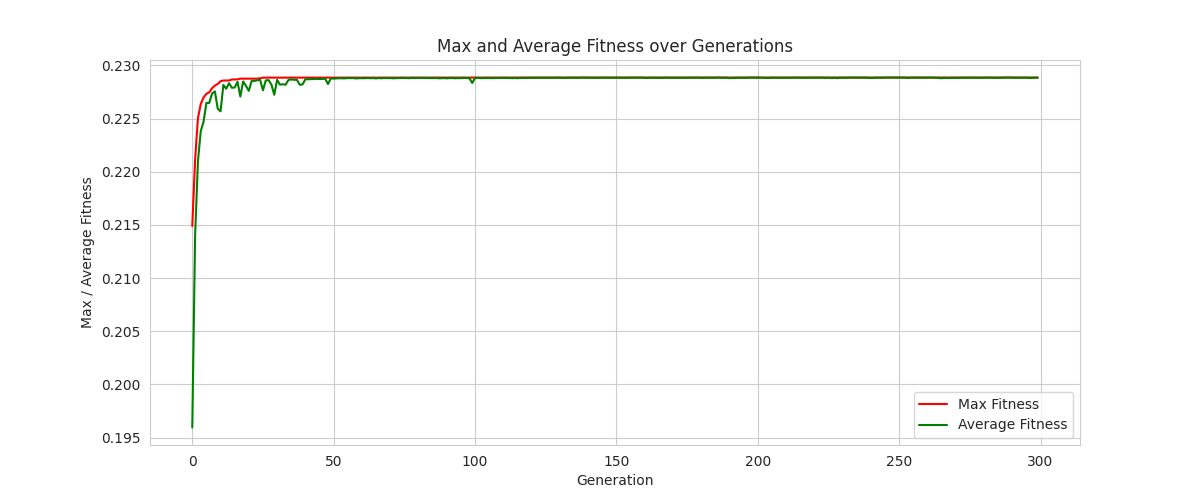 Max and Average Fitness over Generations
Max / Average Fitness
0.230
0.225
0.220
0.215
0.210
0.205
0.200
0.195
0 50 100 150 200 250 300
Generation
Max Fitness
Average Fitness